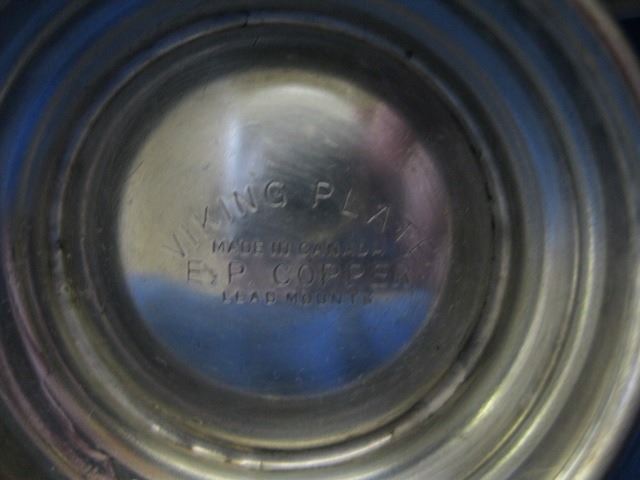 VIKING PLATE
MADE IN CANADA
E. P. COPPER
LEAD MOUNTS